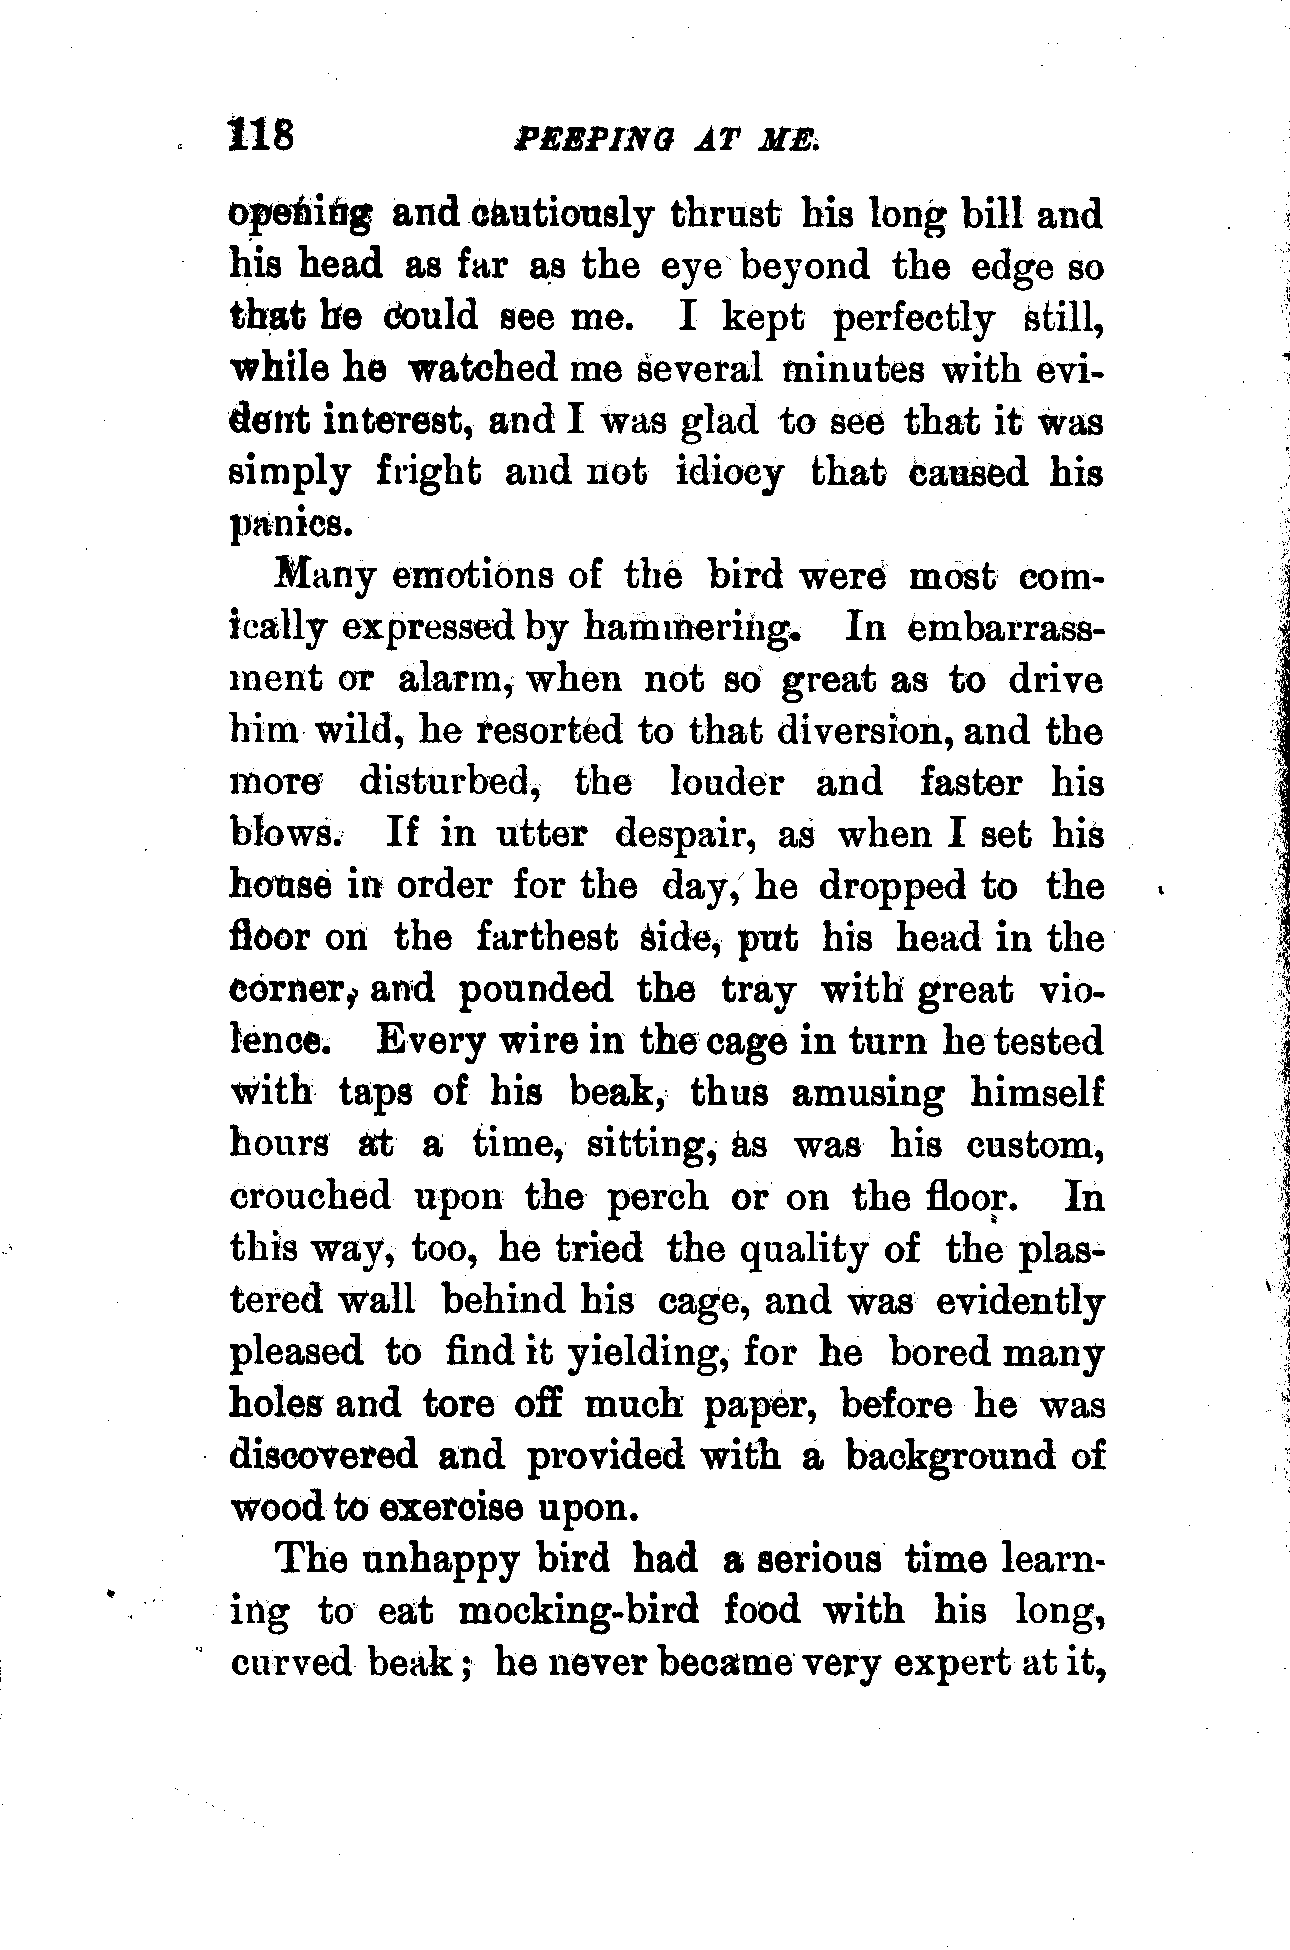 118 PEEPING AT ME.
opening and cautiously thrust his long bill and
his head as far as the eye beyond the edge so
that he could see me. I kept perfectly still,
while he watched me several minutes with evi-
dent interest, and I was glad to see that it was
simply fright and not idiocy that caused his
panics.
Many emotions of the bird were most com-
ically expressed by hammering. In embarrass-
ment or alarm, when not so great as to drive
him wild, he resorted to that diversion, and the
more disturbed, the louder and faster his
blows. If in utter despair, as when I set his
house in order for the day, he dropped to the
floor on the farthest side, put his head in the
corner, and pounded the tray with great vio-
lence. Every wire in the cage in turn he tested
with taps of his beak, thus amusing himself
hours at a time, sitting, as was his custom,
crouched upon the perch or on the floor. In
this way, too, he tried the quality of the plas-
tered wall behind his cage, and was evidently
pleased to find it yielding, for he bored many
holes and tore off much paper, before he was
discovered and provided with a background of
wood to exercise upon.
The unhappy bird had a serious time learn-
ing to eat mocking-bird food with his long,
curved beak; he never became very expert at it,